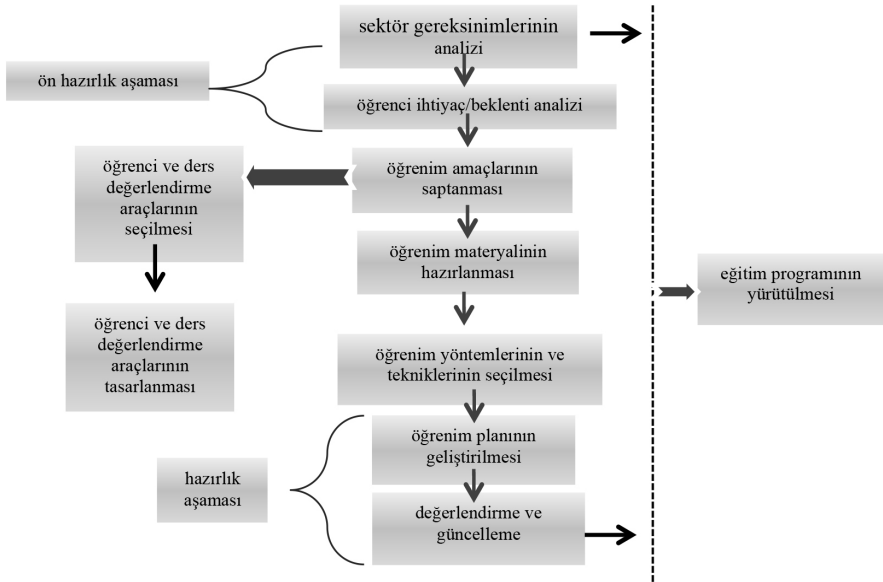 sektör gereksinimlerinin
analizi
ön hazırlık aşaması
öğrenci ihtiyaç/beklenti analizi
öğrenci ve ders
değerlendirme
araçlarının
seçilmesi
öğrenim amaçlarının
saptanması
öğrenim materyalinin
hazırlanması
eğitim programının
yürütülmesi
öğrenci ve ders
değerlendirme
araçlarının
tasarlanması
öğrenim yöntemlerinin ve
tekniklerinin seçilmesi
öğrenim planının
geliştirilmesi
hazırlık
aşaması
değerlendirme ve
güncelleme